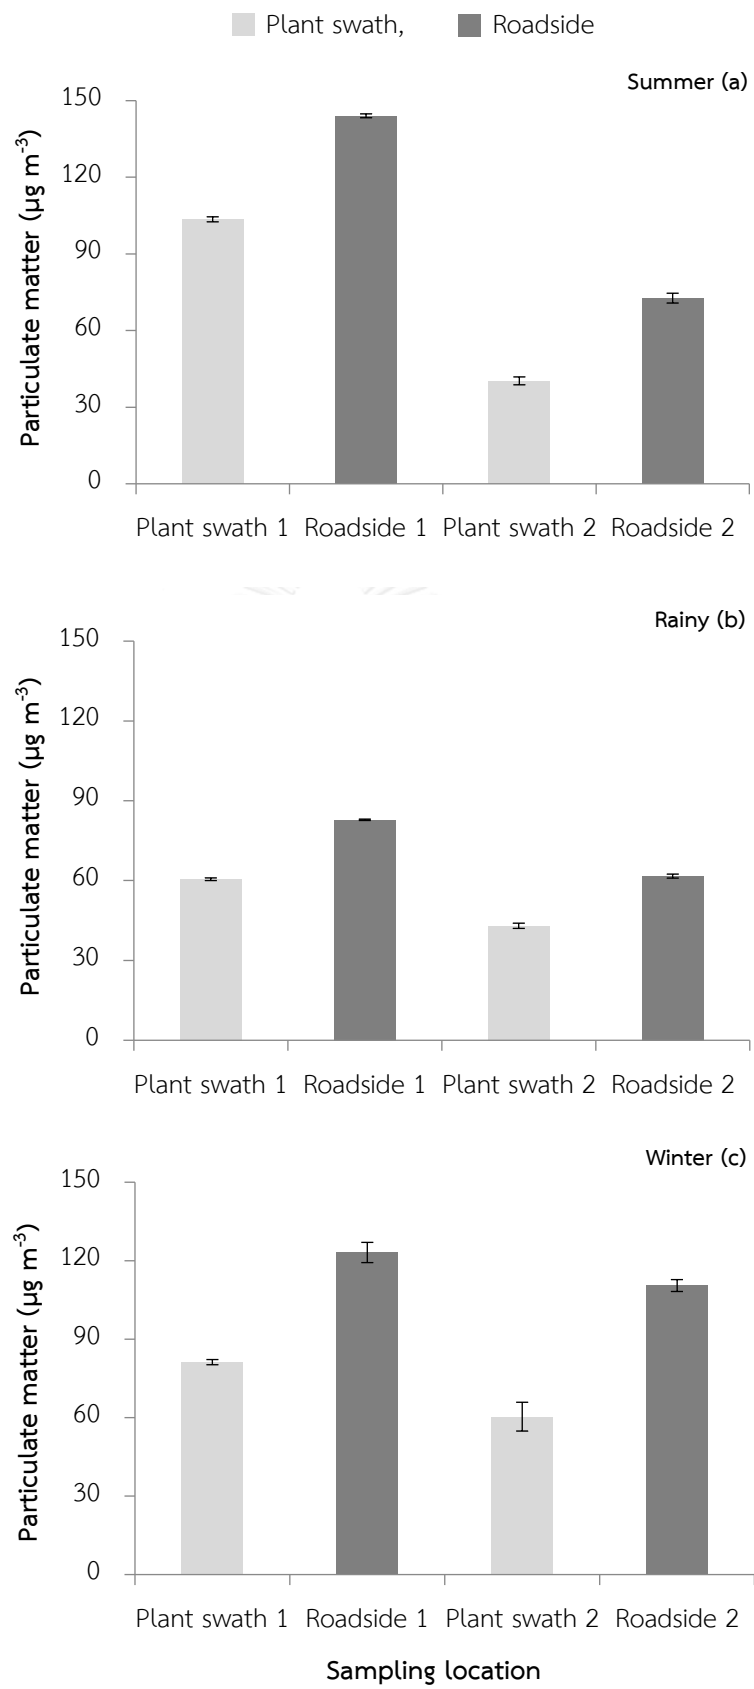 Plant swath, Roadside
Summer (a)
Particulate matter (µg m⁻³)
150
120
90
60
30
0
Plant swath 1 Roadside 1 Plant swath 2 Roadside 2
Rainy (b)
Particulate matter (µg m⁻³)
150
120
90
60
30
0
Plant swath 1 Roadside 1 Plant swath 2 Roadside 2
Winter (c)
Particulate matter (µg m⁻³)
150
120
90
60
30
0
Plant swath 1 Roadside 1 Plant swath 2 Roadside 2
Sampling location